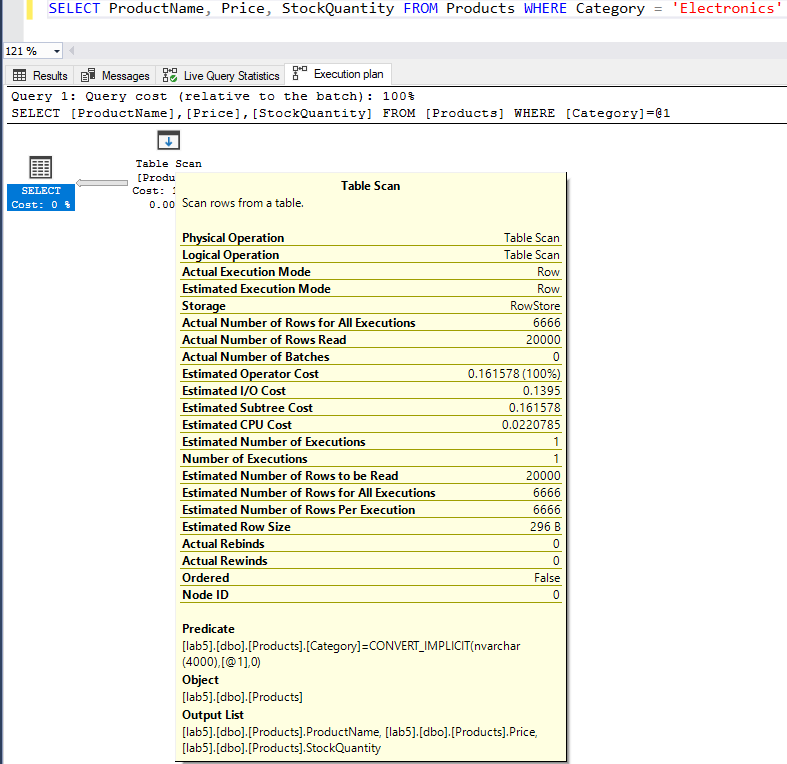 SELECT ProductName, Price, StockQuantity FROM Products WHERE Category = 'Electronics'
121 %
Results Messages Live Query Statistics Execution plan
Query 1: Query cost (relative to the batch): 100%
SELECT [ProductName],[Price],[StockQuantity] FROM [Products] WHERE [Category]=@1
SELECT
Cost: 0 %
Table Scan
[Produ
Cost: 1
0.00
Table Scan
Scan rows from a table.
Physical Operation Table Scan
Logical Operation Table Scan
Actual Execution Mode Row
Estimated Execution Mode Row
Storage RowStore
Actual Number of Rows for All Executions 6666
Actual Number of Rows Read 20000
Actual Number of Batches 0
Estimated Operator Cost 0.161578 (100%)
Estimated I/O Cost 0.1395
Estimated Subtree Cost 0.161578
Estimated CPU Cost 0.0220785
Estimated Number of Executions 1
Number of Executions 1
Estimated Number of Rows to be Read 20000
Estimated Number of Rows for All Executions 6666
Estimated Number of Rows Per Execution 6666
Estimated Row Size 296 B
Actual Rebinds 0
Actual Rewinds 0
Ordered False
Node ID 0
Predicate
[lab5].[dbo].[Products].[Category]=CONVERT_IMPLICIT(nvarchar
(4000),[@1],0)
Object
[lab5].[dbo].[Products]
Output List
[lab5].[dbo].[Products].ProductName, [lab5].[dbo].[Products].Price,
[lab5].[dbo].[Products].StockQuantity